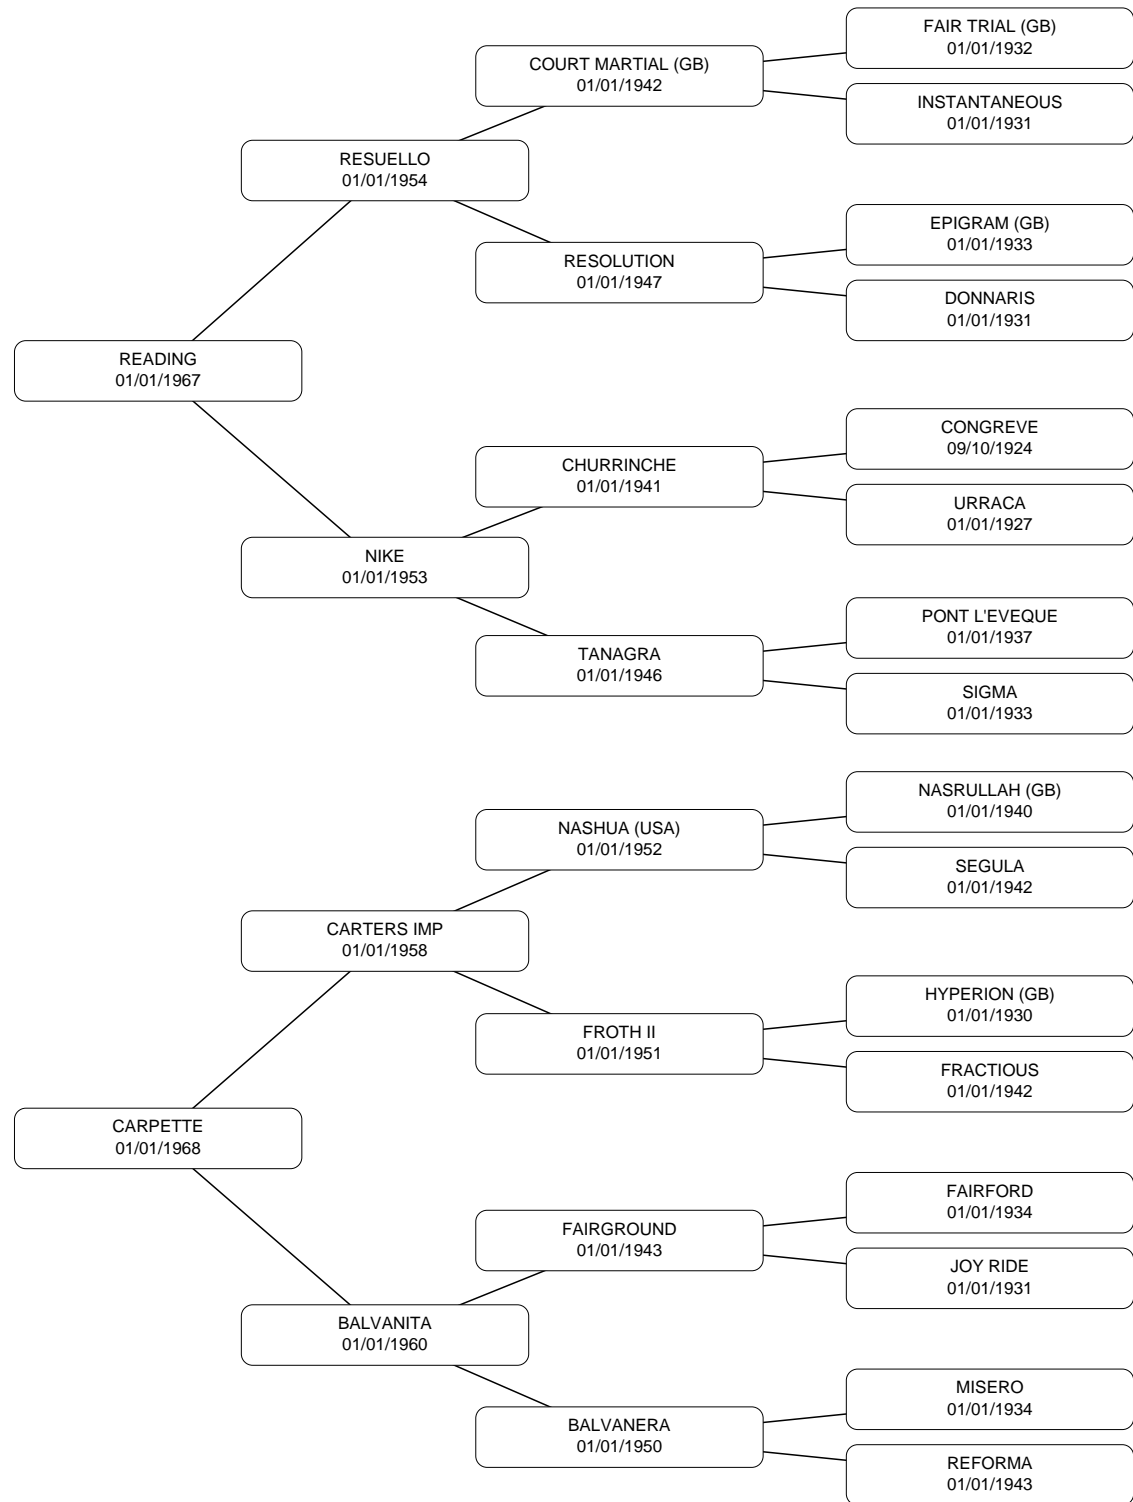 FAIR TRIAL (GB)
01/01/1932
COURT MARTIAL (GB)
01/01/1942
INSTANTANEOUS
01/01/1931
RESUELLO
01/01/1954
EPIGRAM (GB)
01/01/1933
RESOLUTION
01/01/1947
DONNARIS
01/01/1931
READING
01/01/1967
CONGREVE
09/10/1924
CHURRINCHE
01/01/1941
URRACA
01/01/1927
NIKE
01/01/1953
PONT L'EVEQUE
01/01/1937
TANAGRA
01/01/1946
SIGMA
01/01/1933
NASRULLAH (GB)
01/01/1940
NASHUA (USA)
01/01/1952
SEGULA
01/01/1942
CARTERS IMP
01/01/1958
HYPERION (GB)
01/01/1930
FROTH II
01/01/1951
FRACTIOUS
01/01/1942
CARPETTE
01/01/1968
FAIRFORD
01/01/1934
FAIRGROUND
01/01/1943
JOY RIDE
01/01/1931
BALVANITA
01/01/1960
MISERO
01/01/1934
BALVANERA
01/01/1950
REFORMA
01/01/1943